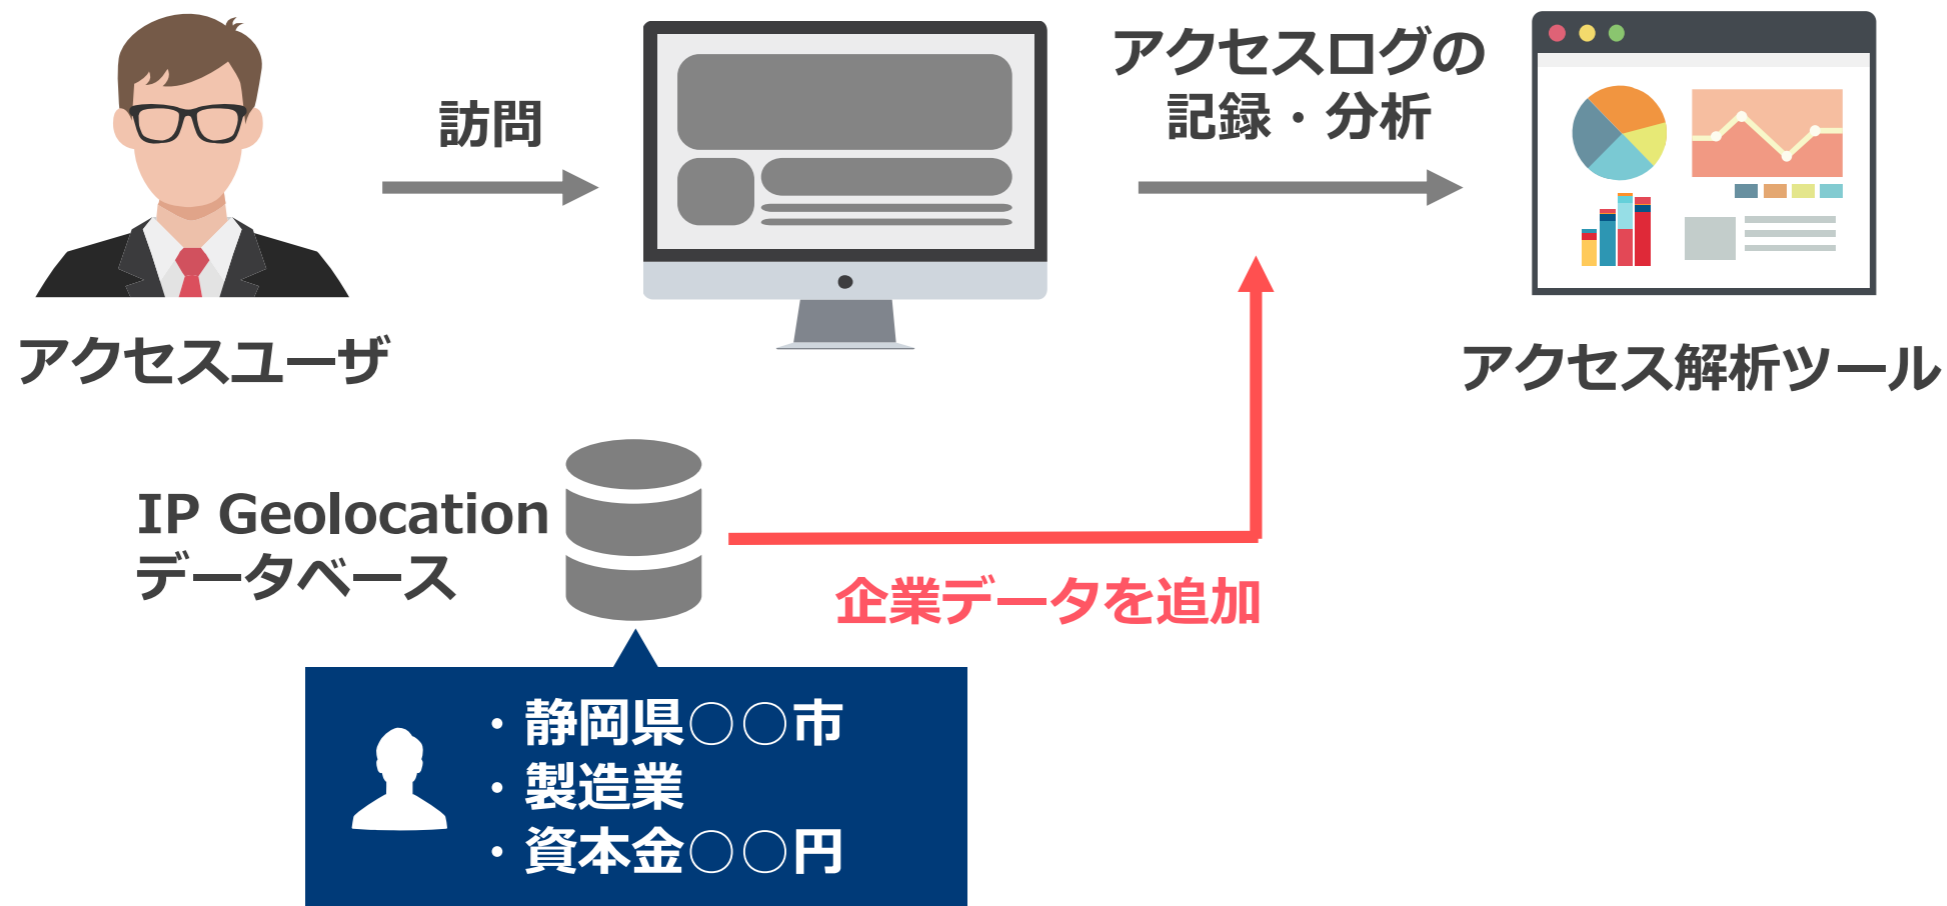 訪問
アクセスログの
記録・分析
アクセスユーザ
アクセス解析ツール
IP Geolocation
データベース
企業データを追加
・静岡県○○市
・製造業
・資本金○○円